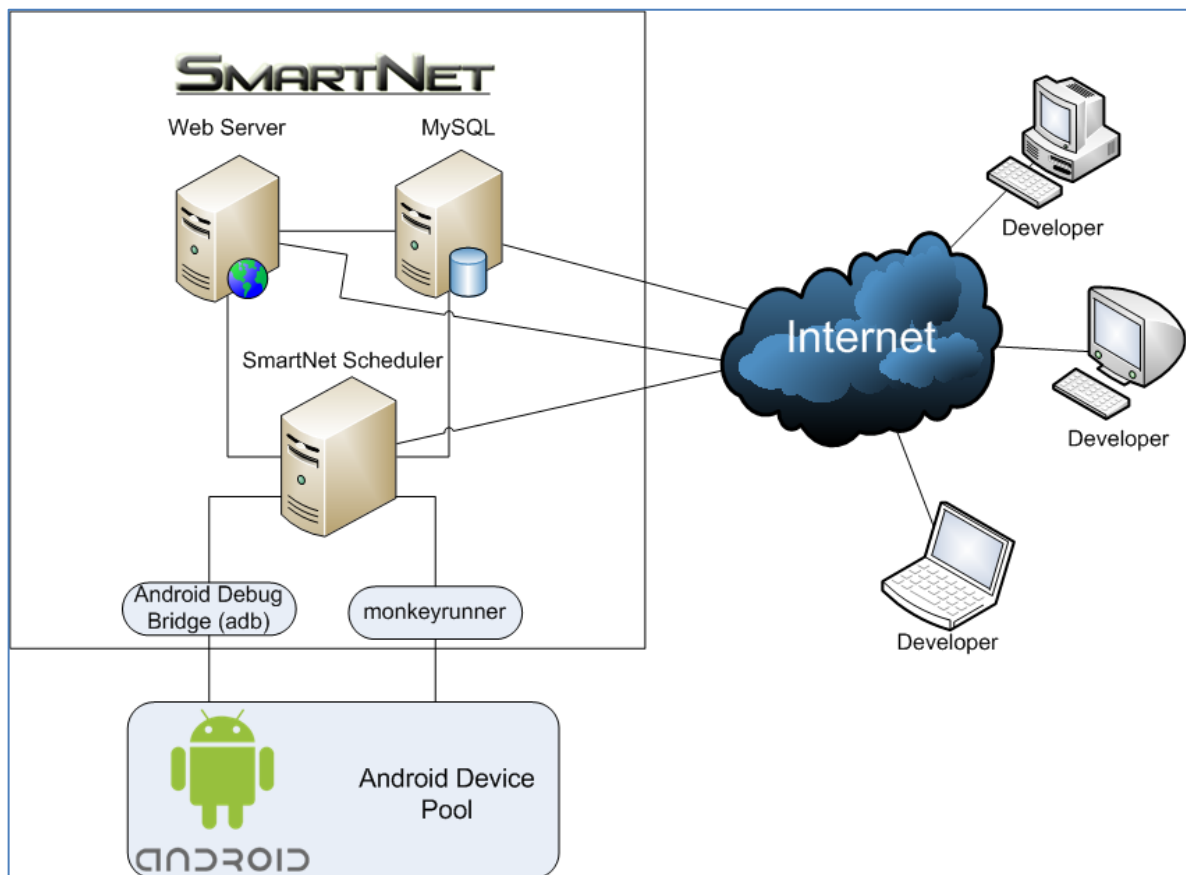 SMARTNET
Web Server
MySQL
SmartNet Scheduler
Android Debug
Bridge (adb)
monkeyrunner
Android Device
Pool
ANDROID
Internet
Developer
Developer
Developer